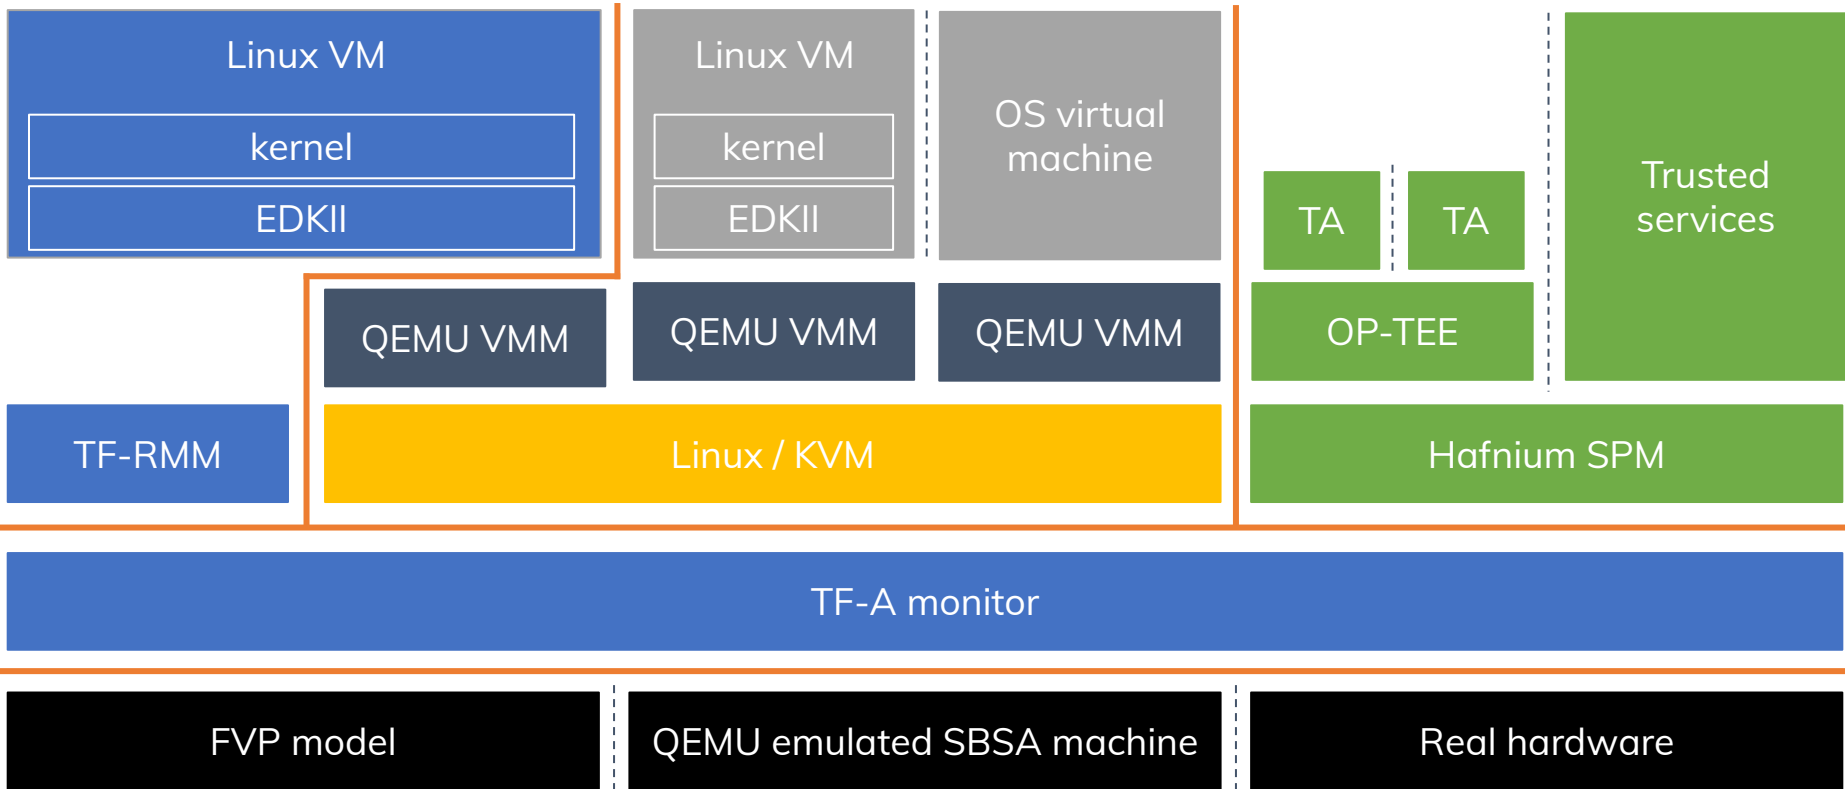 Linux VM
kernel
EDKII
Linux VM
kernel
EDKII
OS virtual
machine
TA
TA
Trusted
services
QEMU VMM
QEMU VMM
QEMU VMM
OP-TEE
TF-RMM
Linux / KVM
Hafnium SPM
TF-A monitor
FVP model
QEMU emulated SBSA machine
Real hardware